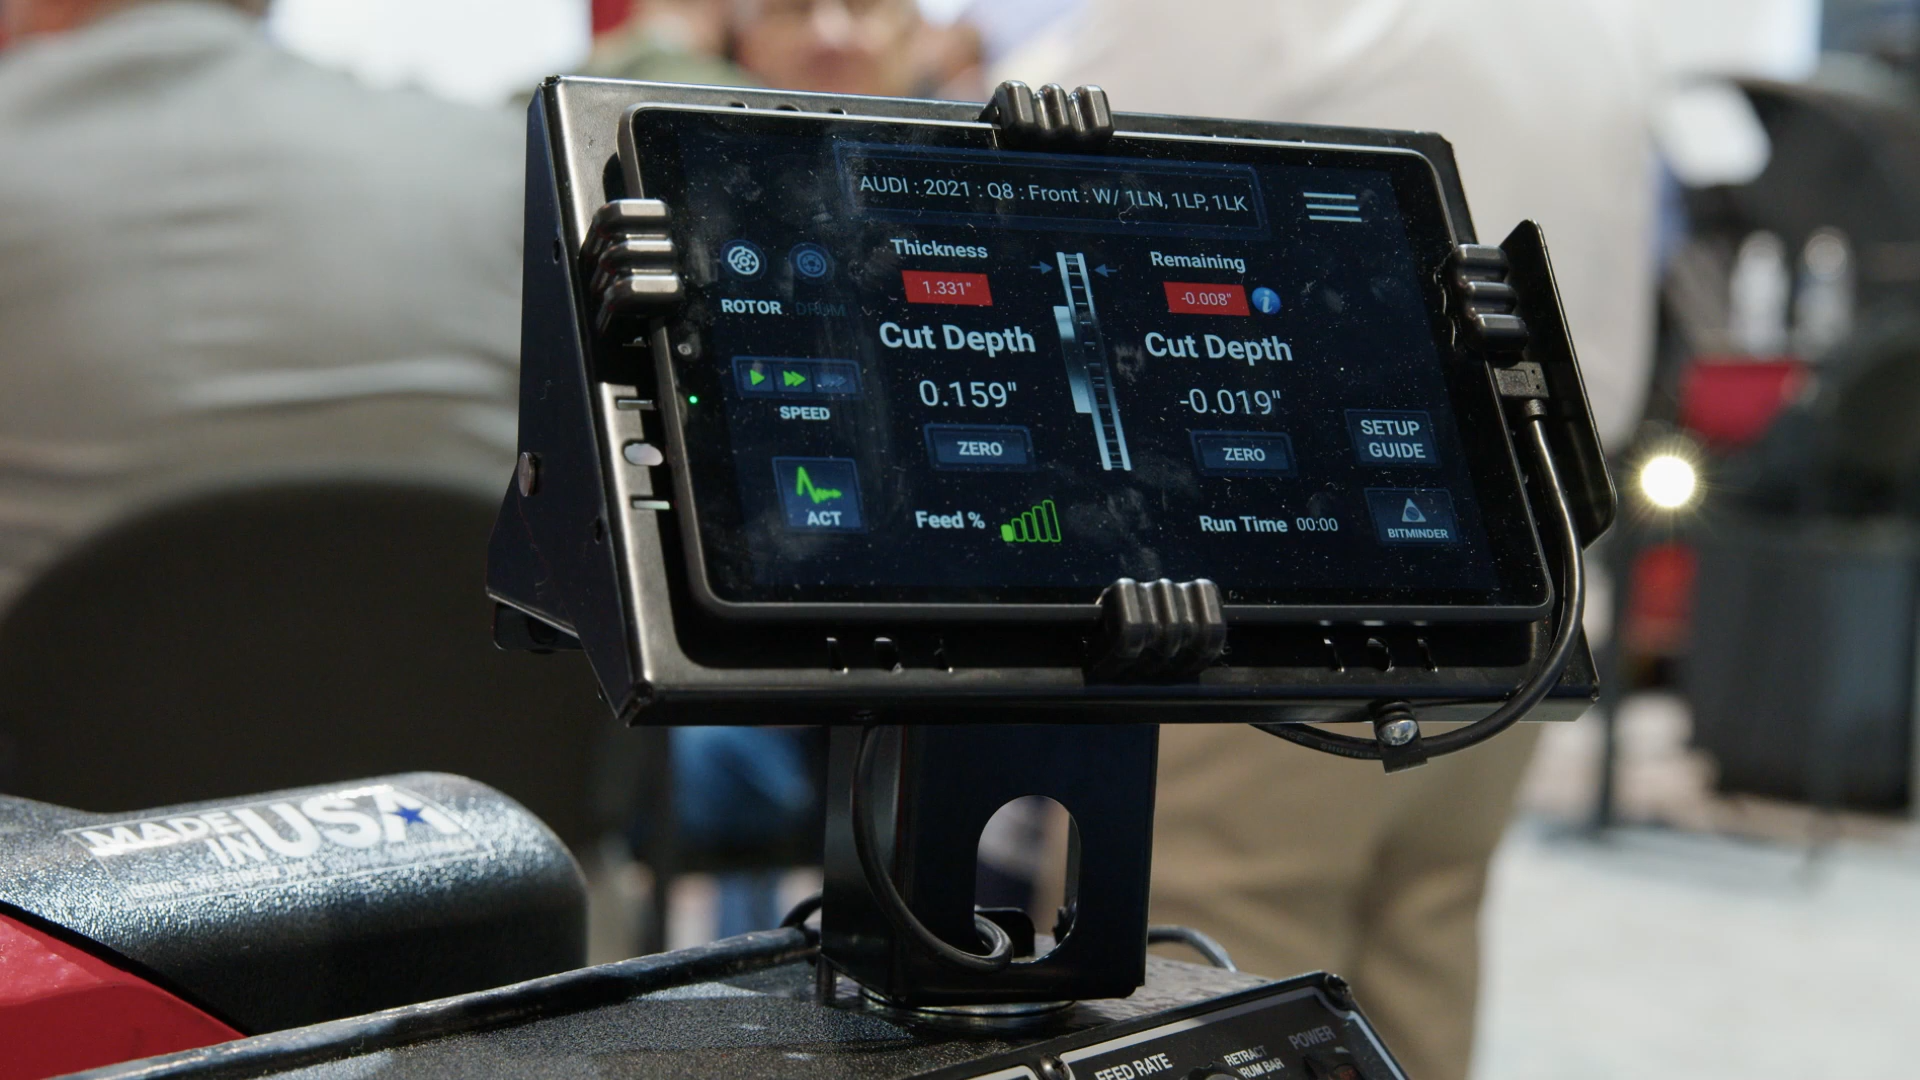 AUDI : 2021 : Q8 : Front : W/ 1LN, 1LP, 1LK
Thickness
1.331"
Remaining
-0.008"
ROTOR
DRUM
Cut Depth
0.159"
ZERO
Cut Depth
-0.019"
ZERO
SPEED
SETUP
GUIDE
ACT
Feed %
Run Time 00:00
BITMINDER
MADE
IN USA
FEED RATE
RETRACT
DRUM BAR
POWER